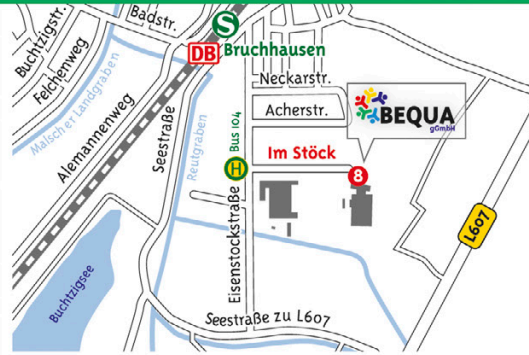 Badstr.
Buchtzigstr.
Felchenweg
Malscher Landgraben
Alemannenweg
Seestraße
Reutgraben
S
DB
Bruchhausen
Bus 104
Neckarstr.
Acherstr.
BEQUA
gGmbH
Im Stöck
H
8
Eisenstockstraße
L607
Buchtzigsee
Seestraße zu L607